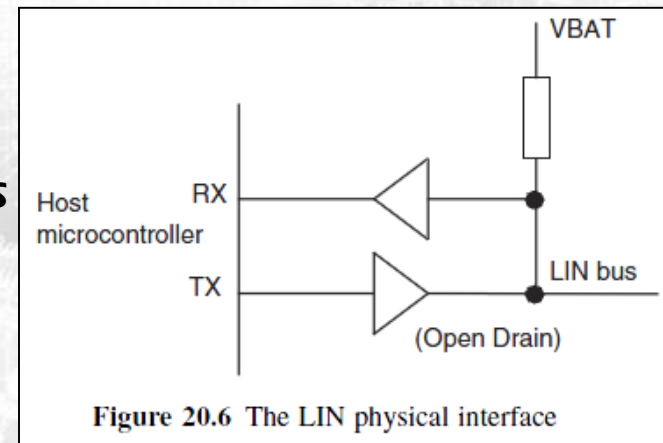 VBAT
s
Host
microcontroller
RX
TX
LIN bus
(Open Drain)
Figure 20.6 The LIN physical interface